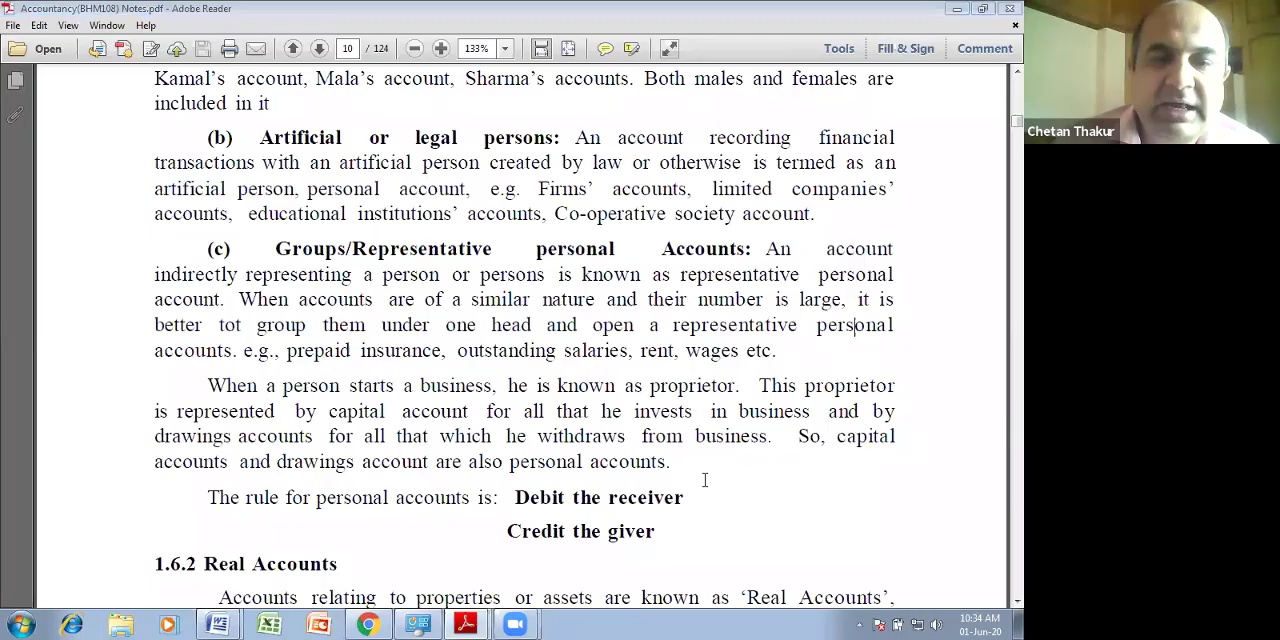 Accountancy(BHM108) Notes.pdf - Adobe Reader
File Edit View Window Help
Open 10 / 124 133% Tools Fill & Sign Comment
Kamal's account, Mala's account, Sharma's accounts. Both males and females are
included in it
(b) Artificial or legal persons: An account recording financial
transactions with an artificial person created by law or otherwise is termed as an
artificial person, personal account, e.g. Firms' accounts, limited companies'
accounts, educational institutions' accounts, Co-operative society account.
(c) Groups/Representative personal Accounts: An account
indirectly representing a person or persons is known as representative personal
account. When accounts are of a similar nature and their number is large, it is
better tot group them under one head and open a representative personal
accounts. e.g., prepaid insurance, outstanding salaries, rent, wages etc.
When a person starts a business, he is known as proprietor. This proprietor
is represented by capital account for all that he invests in business and by
drawings accounts for all that which he withdraws from business. So, capital
accounts and drawings account are also personal accounts.
The rule for personal accounts is: Debit the receiver
Credit the giver
1.6.2 Real Accounts
Accounts relating to properties or assets are known as 'Real Accounts',
Chetan Thakur
10:34 AM
01-Jun-20